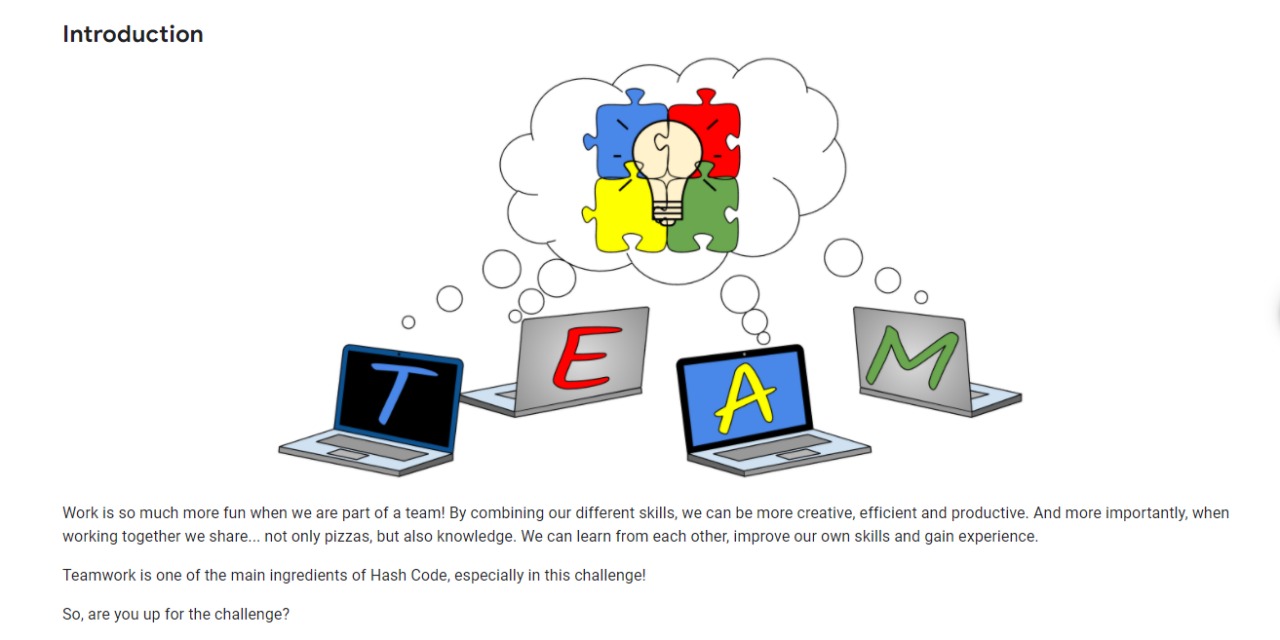 Introduction
T E A M
Work is so much more fun when we are part of a team! By combining our different skills, we can be more creative, efficient and productive. And more importantly, when
working together we share... not only pizzas, but also knowledge. We can learn from each other, improve our own skills and gain experience.
Teamwork is one of the main ingredients of Hash Code, especially in this challenge!
So, are you up for the challenge?